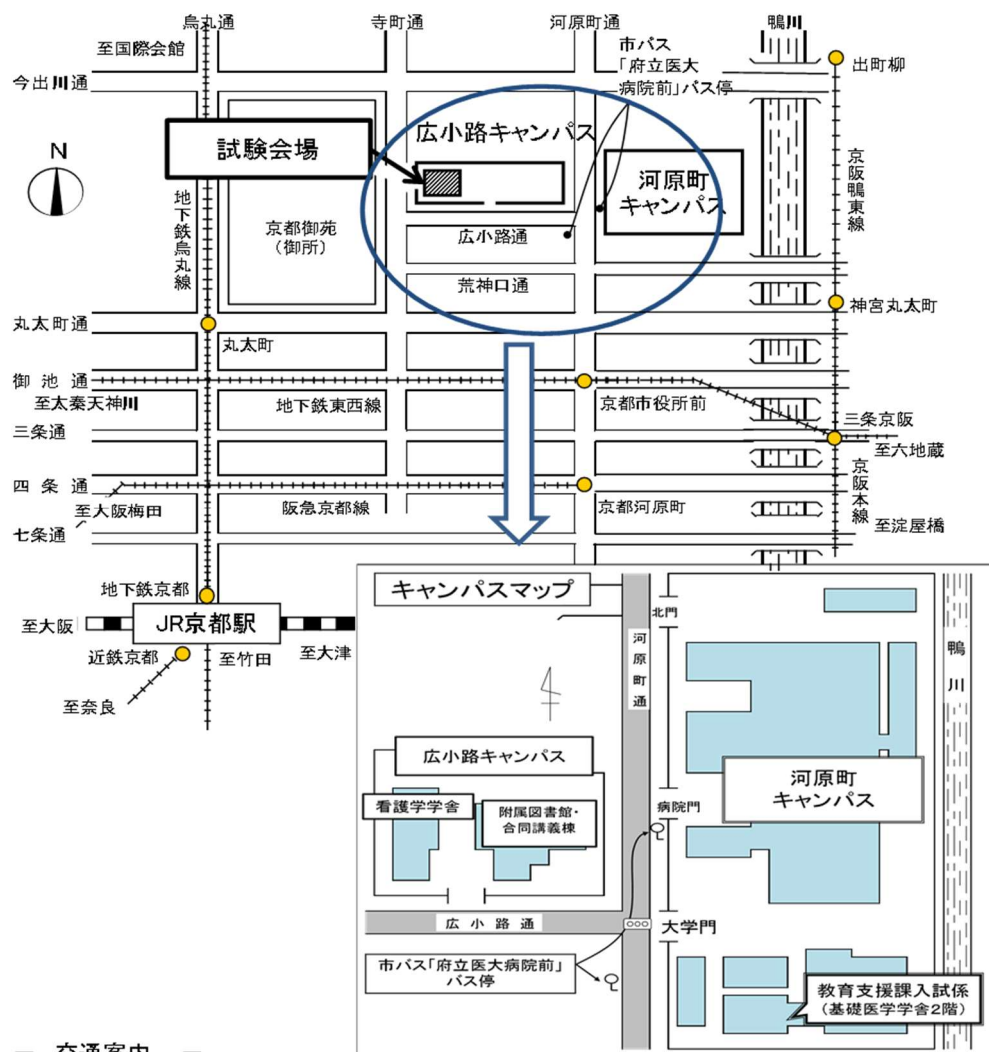 烏丸通
寺町通
河原町通
鴨川
至国際会館
市バス
「府立医大
病院前」バス停
出町柳
今出川通
広小路キャンパス
試験会場
N
河原町
キャンパス
京阪鴨東線
地下鉄烏丸線
京都御苑
（御所）
広小路通
荒神口通
神宮丸太町
丸太町通
丸太町
御池通
至太秦天神川
地下鉄東西線
京都市役所前
三条京阪
三条通
至六地蔵
四条通
至大阪梅田
阪急京都線
京都河原町
京阪本線
至淀屋橋
七条通
地下鉄京都
キャンパスマップ
至大阪
JR京都駅
北門
河原町通
鴨川
近鉄京都
至竹田
至大津
至奈良
広小路キャンパス
河原町
キャンパス
看護学学舎
附属図書館・
合同講義棟
病院門
広小路通
大学門
市バス「府立医大病院前」
バス停
教育支援課入試係
（基礎医学学舎2階）
交通案内